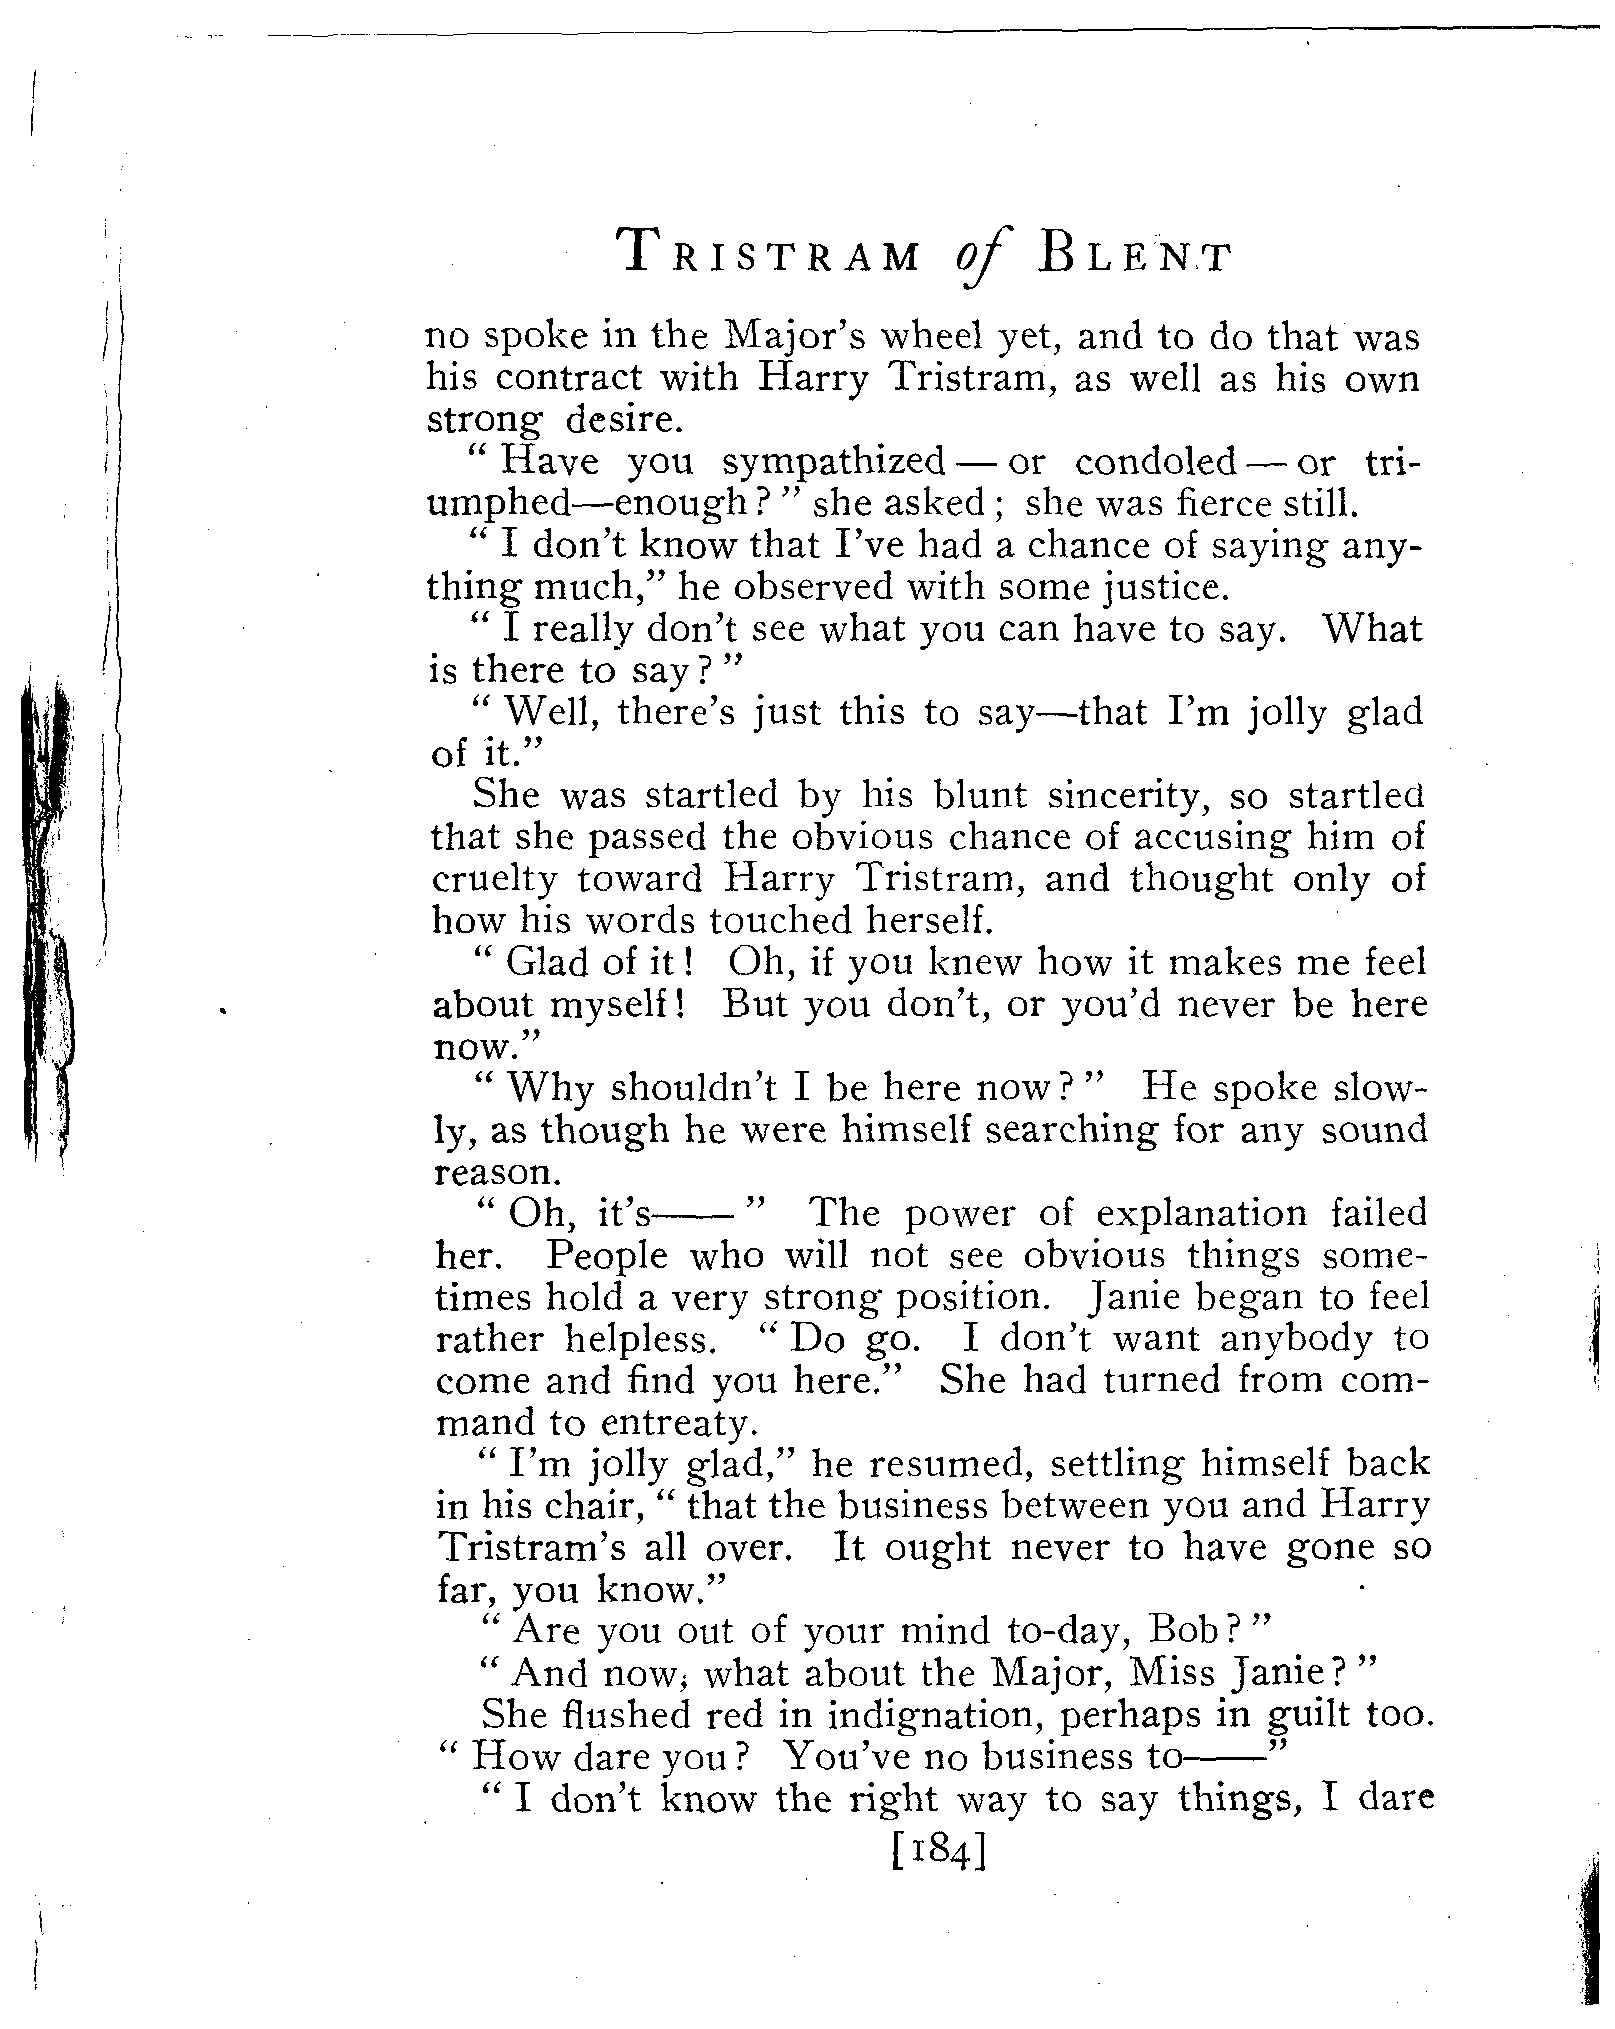 TRISTRAM of BLENT
no spoke in the Major's wheel yet, and to do that was
his contract with Harry Tristram, as well as his own
strong desire.
“ Have you sympathized — or condoled — or tri-
umphed—enough ? ” she asked ; she was fierce still.
“ I don't know that I've had a chance of saying any-
thing much,” he observed with some justice.
“ I really don't see what you can have to say. What
is there to say ? ”
“ Well, there's just this to say—that I'm jolly glad
of it.”
She was startled by his blunt sincerity, so startled
that she passed the obvious chance of accusing him of
cruelty toward Harry Tristram, and thought only of
how his words touched herself.
“ Glad of it ! Oh, if you knew how it makes me feel
about myself ! But you don't, or you'd never be here
now.”
“ Why shouldn't I be here now ? ” He spoke slow-
ly, as though he were himself searching for any sound
reason.
“ Oh, it's—— ” The power of explanation failed
her. People who will not see obvious things some-
times hold a very strong position. Janie began to feel
rather helpless. “ Do go. I don't want anybody to
come and find you here.” She had turned from com-
mand to entreaty.
“ I'm jolly glad,” he resumed, settling himself back
in his chair, “ that the business between you and Harry
Tristram's all over. It ought never to have gone so
far, you know.”
“ Are you out of your mind to-day, Bob ? ”
“ And now, what about the Major, Miss Janie ? ”
She flushed red in indignation, perhaps in guilt too.
“ How dare you ? You've no business to——”
“ I don't know the right way to say things, I dare
[184]